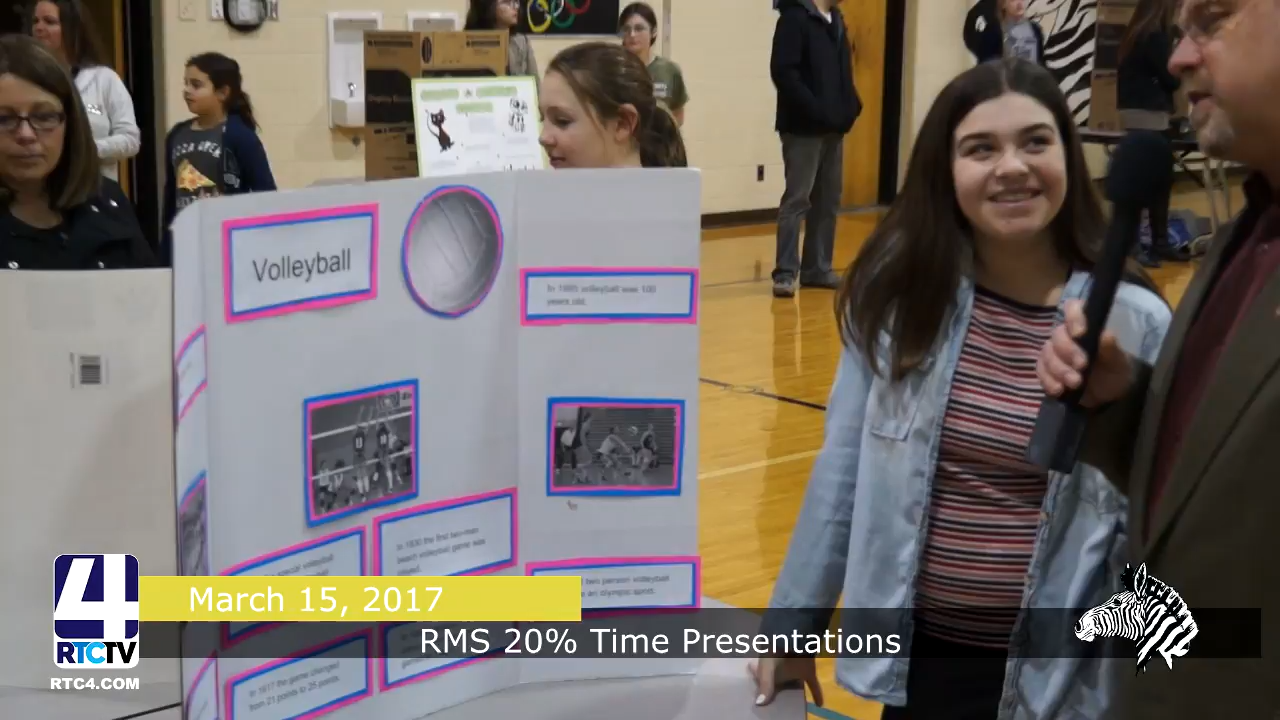 Volleyball
In 1995 volleyball was 100
years old.
In 1930 the first two-man
beach volleyball game was
played.
special volleyball
two person volleyball
an olympic sport.
In 1917 the game changed
from 21 points to 25 points.
4
RTCTV
RTC4.COM
March 15, 2017
RMS 20% Time Presentations